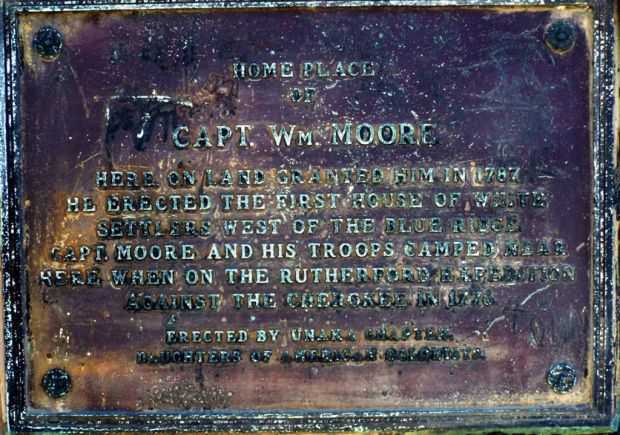 HOME PLACE
OF
CAPT. WM. MOORE
HERE, ON LAND GRANTED HIM IN 1787,
HE ERECTED THE FIRST HOUSE OF WHITE
SETTLERS WEST OF THE BLUE RIDGE.
CAPT. MOORE AND HIS TROOPS CAMPED NEAR
HERE WHEN ON THE RUTHERFORD EXPEDITION
AGAINST THE CHEROKEE IN 1776.
ERECTED BY UNAKA CHAPTER,
DAUGHTERS OF AMERICAN COLONISTS.